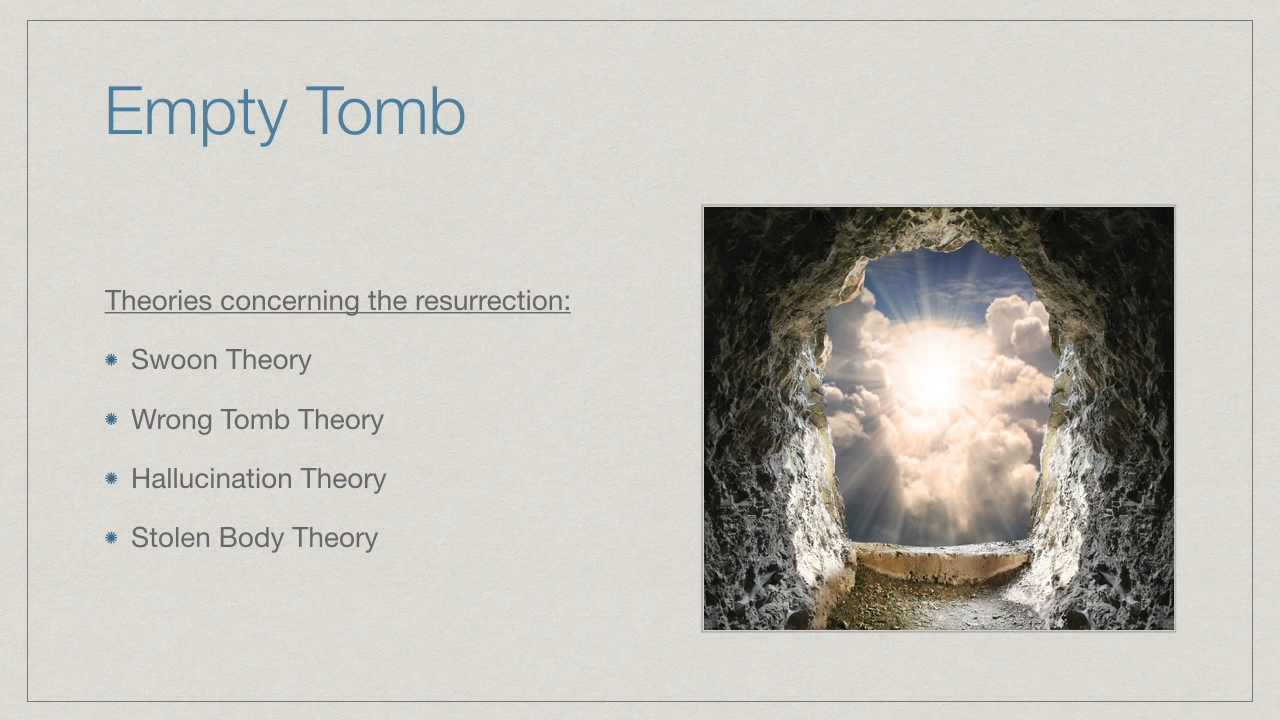 Empty Tomb
Theories concerning the resurrection:
Swoon Theory
Wrong Tomb Theory
Hallucination Theory
Stolen Body Theory